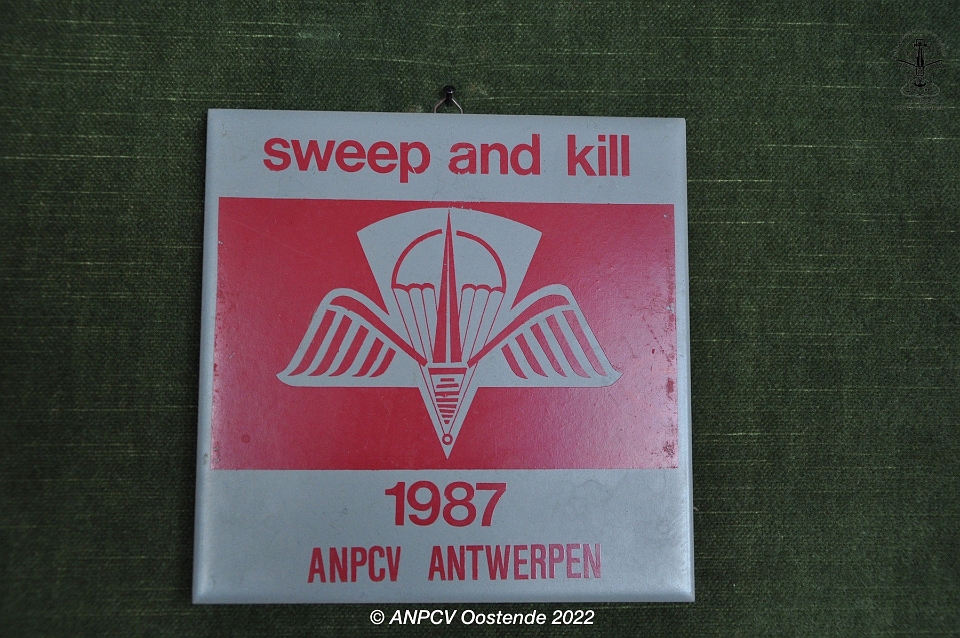 sweep and kill
1987
ANPCV ANTWERPEN
© ANPCV Oostende 2022